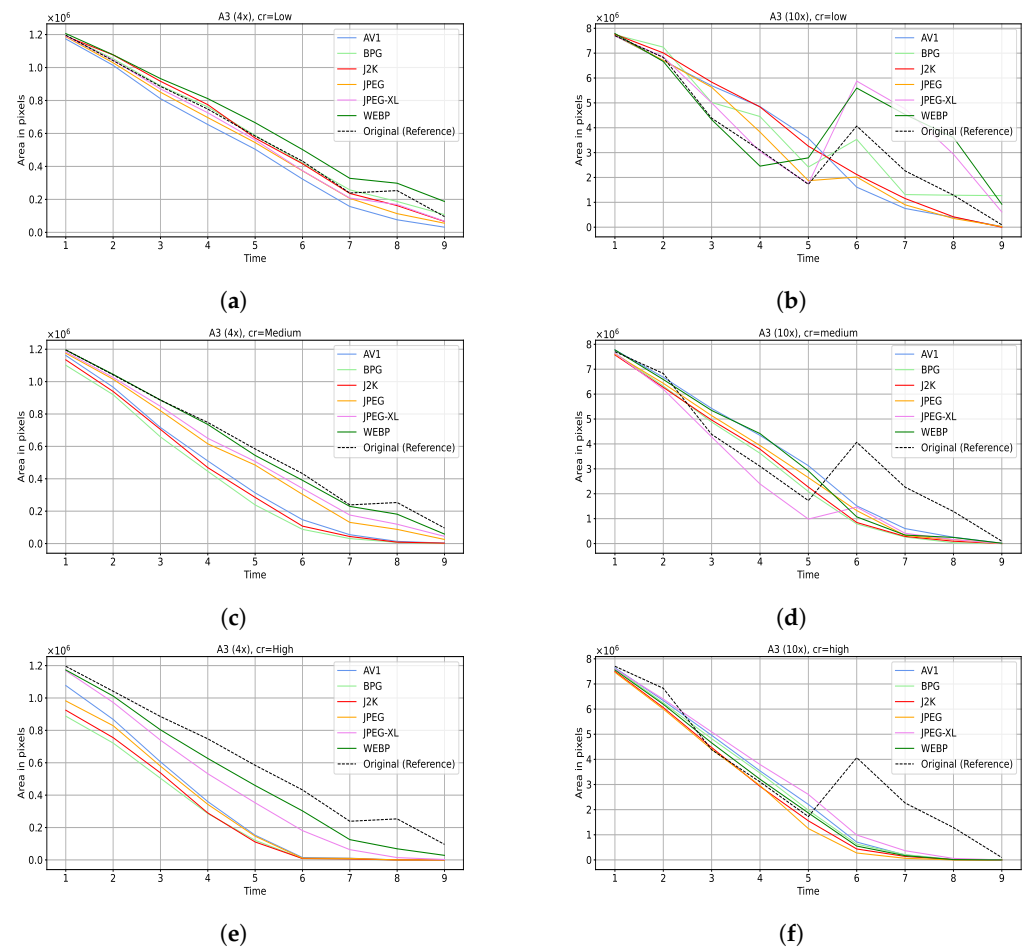 A3 (4x), cr=Low
×10⁶
1.2
1.0
0.8
0.6
0.4
0.2
0.0
Area in pixels
1 2 3 4 5 6 7 8 9
Time
AV1
BPG
J2K
JPEG
JPEG-XL
WEBP
Original (Reference)
(a)
A3 (10x), cr=low
×10⁶
8
7
6
5
4
3
2
1
0
Area in pixels
1 2 3 4 5 6 7 8 9
Time
AV1
BPG
J2K
JPEG
JPEG-XL
WEBP
Original (Reference)
(b)
A3 (4x), cr=Medium
×10⁶
1.2
1.0
0.8
0.6
0.4
0.2
0.0
Area in pixels
1 2 3 4 5 6 7 8 9
Time
AV1
BPG
J2K
JPEG
JPEG-XL
WEBP
Original (Reference)
(c)
A3 (10x), cr=medium
×10⁶
8
7
6
5
4
3
2
1
0
Area in pixels
1 2 3 4 5 6 7 8 9
Time
AV1
BPG
J2K
JPEG
JPEG-XL
WEBP
Original (Reference)
(d)
A3 (4x), cr=High
×10⁶
1.2
1.0
0.8
0.6
0.4
0.2
0.0
Area in pixels
1 2 3 4 5 6 7 8 9
Time
AV1
BPG
J2K
JPEG
JPEG-XL
WEBP
Original (Reference)
(e)
A3 (10x), cr=high
×10⁶
8
7
6
5
4
3
2
1
0
Area in pixels
1 2 3 4 5 6 7 8 9
Time
AV1
BPG
J2K
JPEG
JPEG-XL
WEBP
Original (Reference)
(f)